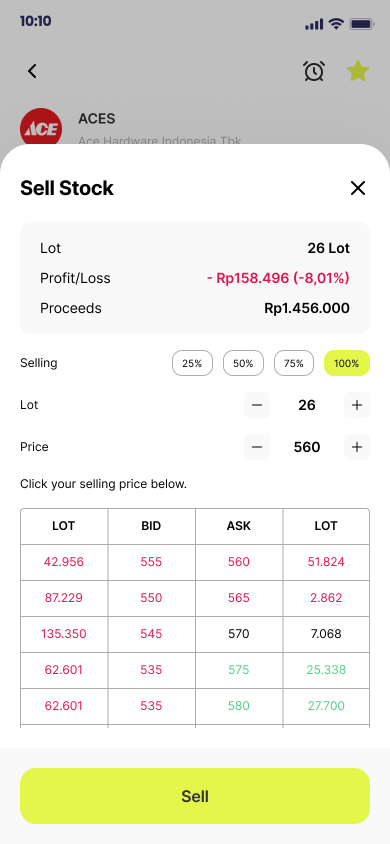 10:10
ACE
ACES
Ace Hardware Indonesia Tbk
Sell Stock
Lot 26 Lot
Profit/Loss - Rp158.496 (-8,01%)
Proceeds Rp1.456.000
Selling 25% 50% 75% 100%
Lot − 26 +
Price − 560 +
Click your selling price below.
LOT BID ASK LOT
42.956 555 560 51.824
87.229 550 565 2.862
135.350 545 570 7.068
62.601 535 575 25.338
62.601 535 580 27.700
Sell